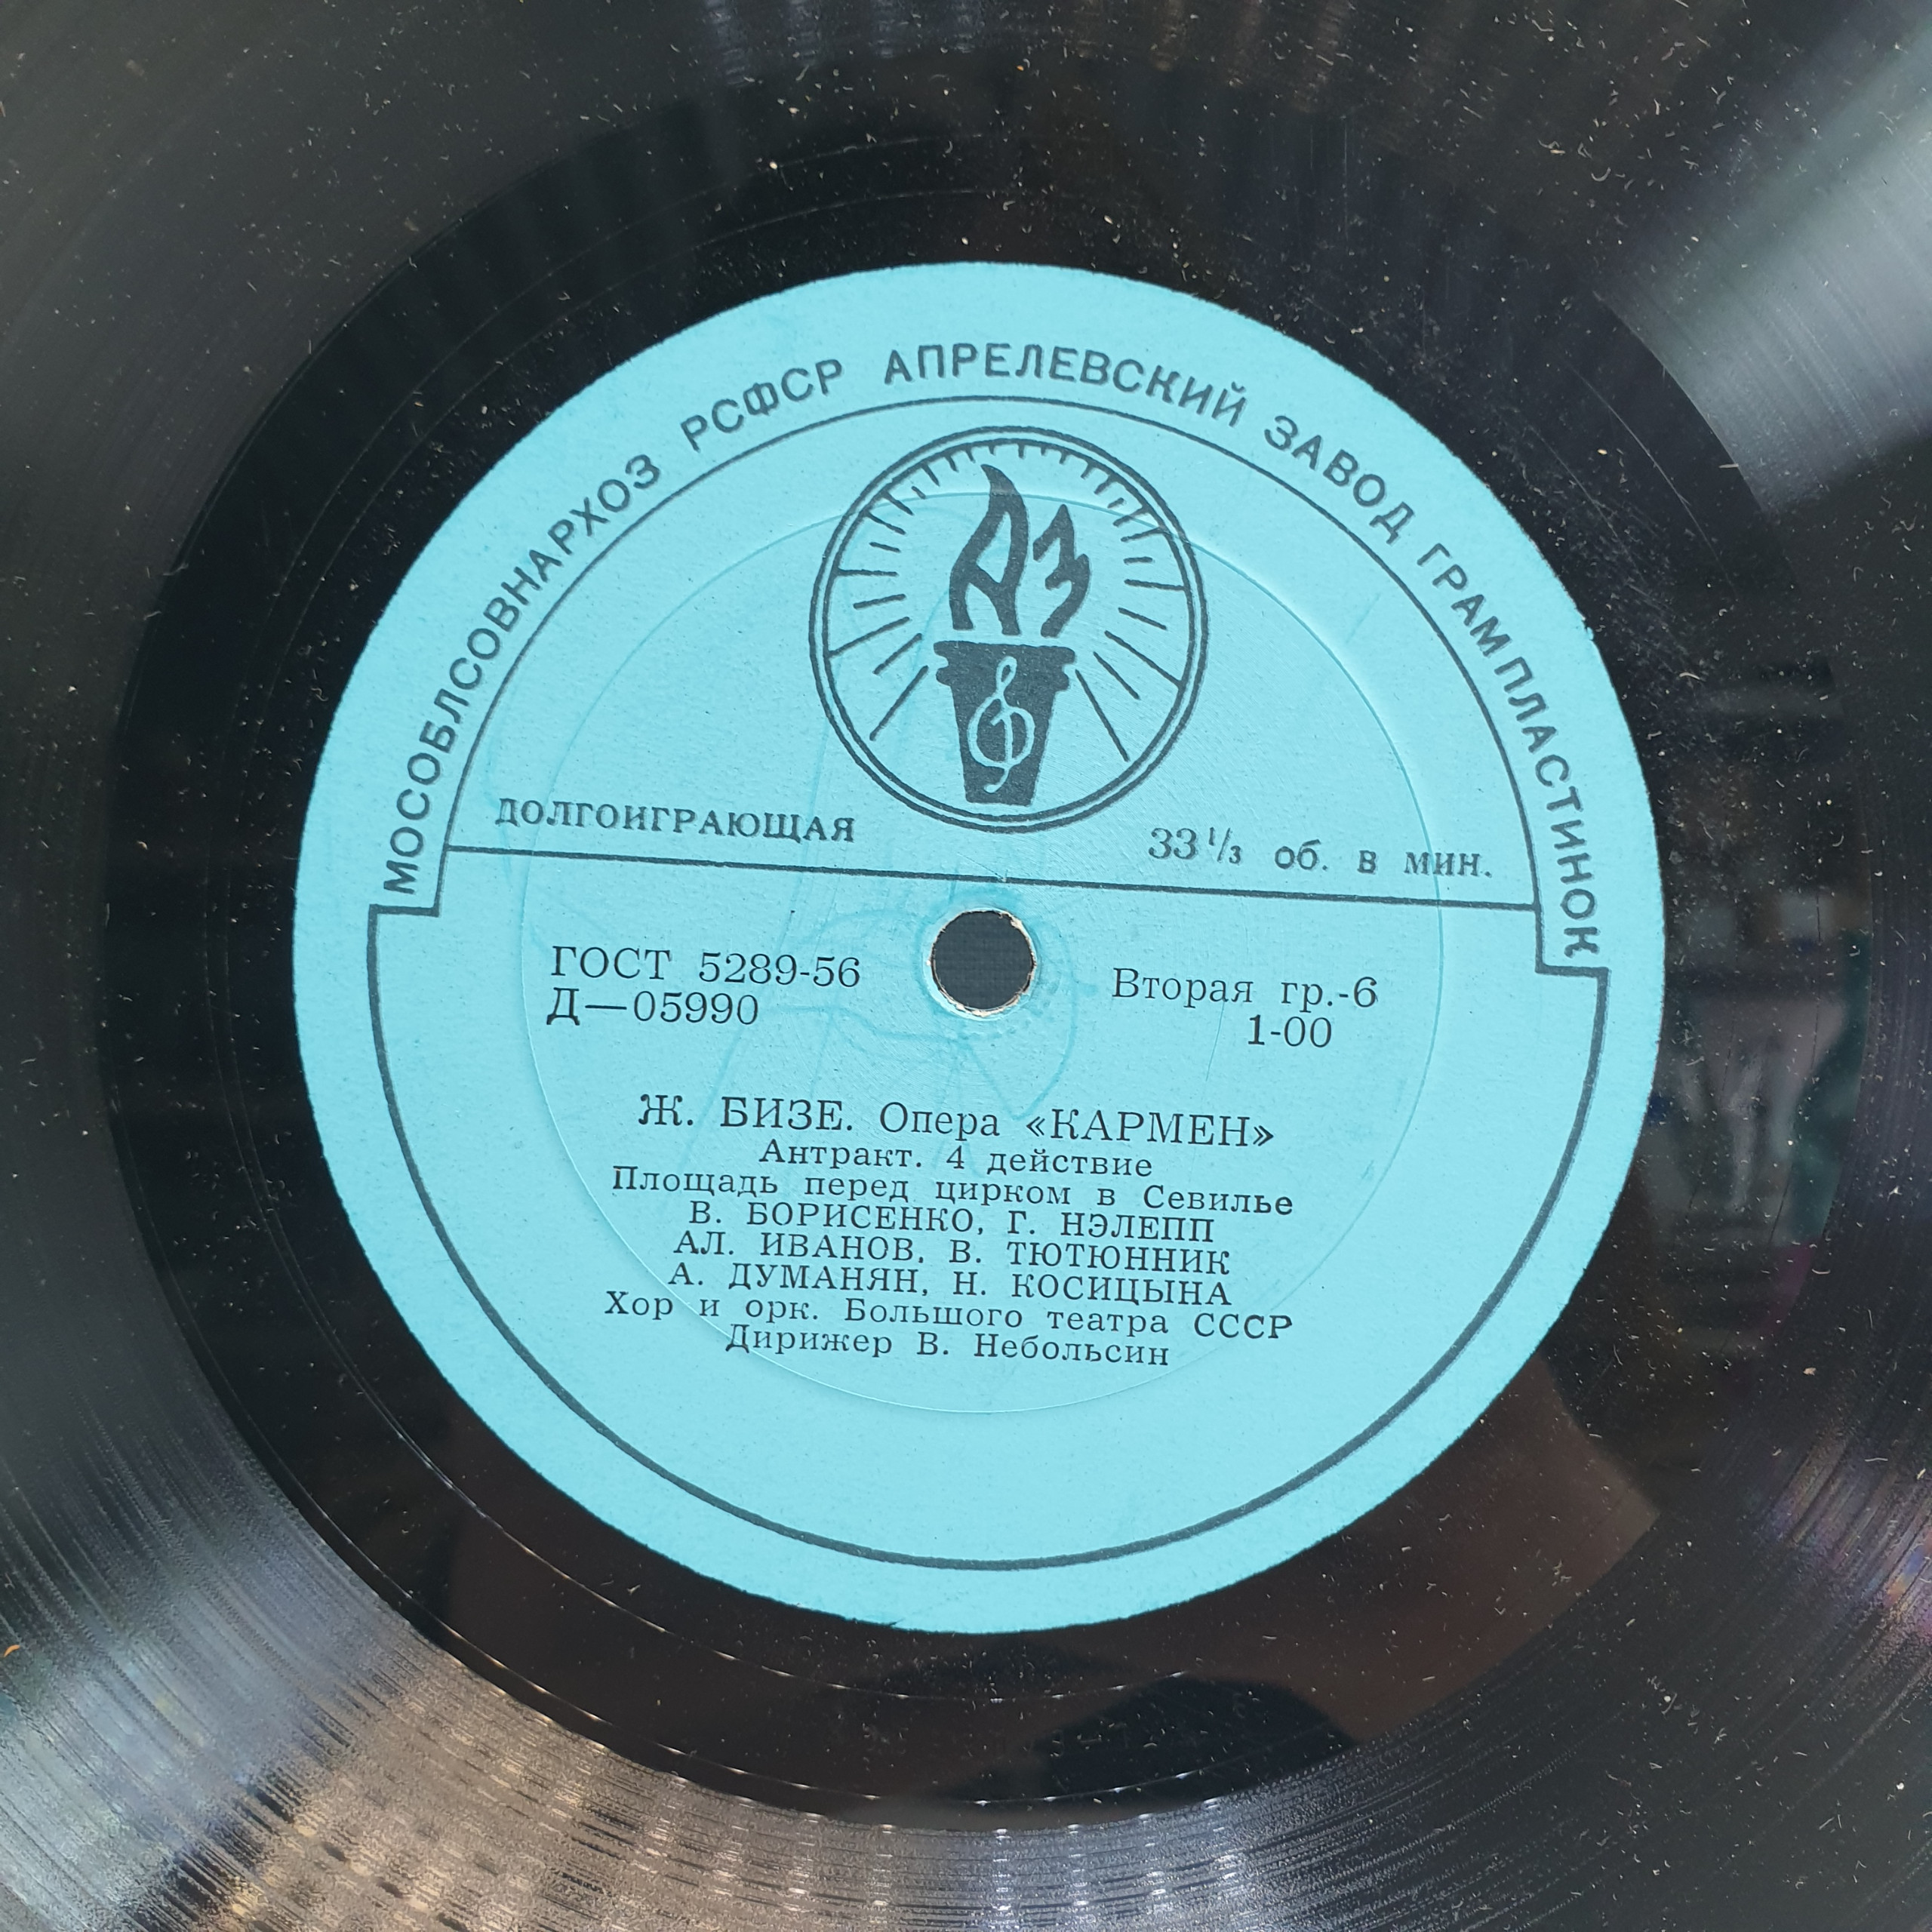 МОСОБЛСОВНАРХОЗ РСФСР АПРЕЛЕВСКИЙ ЗАВОД ГРАМПЛАСТИНОК
АЗ
ДОЛГОИГРАЮЩАЯ 33 1/3 об. в мин.
ГОСТ 5289-56 Вторая гр.-6
Д—05990 1-00
Ж. БИЗЕ. Опера «КАРМЕН»
Антракт. 4 действие
Площадь перед цирком в Севилье
В. БОРИСЕНКО, Г. НЭЛЕПП
АЛ. ИВАНОВ, В. ТЮТЮННИК
А. ДУМАНЯН, Н. КОСИЦЫНА
Хор и орк. Большого театра СССР
Дирижер В. Небольсин